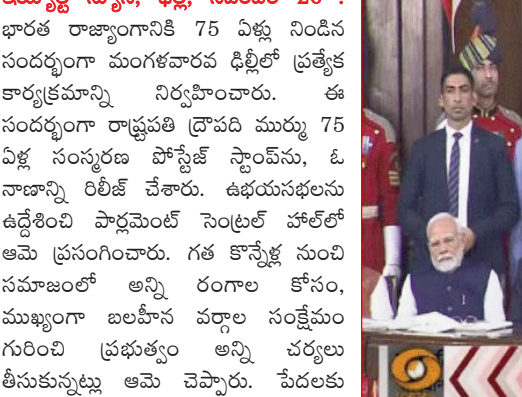 భారత రాజ్యాంగానికి 75 ఏళ్లు నిండిన
సందర్భంగా మంగళవారం ఢిల్లీలో ప్రత్యేక
కార్యక్రమాన్ని నిర్వహించారు. ఈ
సందర్భంగా రాష్ట్రపతి ద్రౌపది ముర్ము 75
ఏళ్ల సంస్మరణ పోస్టేజ్ స్టాంప్‌ను, ఓ
నాణాన్ని రిలీజ్ చేశారు. ఉభయసభలను
ఉద్దేశించి పార్లమెంట్ సెంట్రల్ హాల్‌లో
ఆమె ప్రసంగించారు. గత కొన్నేళ్ల నుంచి
సమాజంలో అన్ని రంగాల కోసం,
ముఖ్యంగా బలహీన వర్గాల సంక్షేమం
గురించి ప్రభుత్వం అన్ని చర్యలు
తీసుకున్నట్లు ఆమె చెప్పారు. పేదలకు